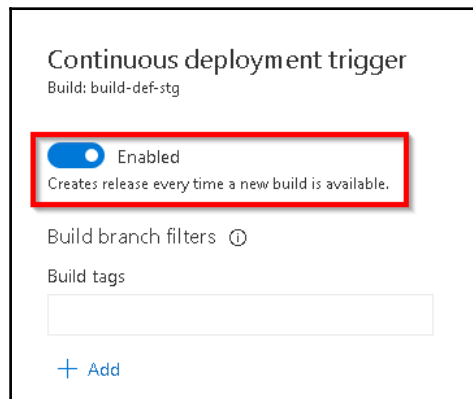 Continuous deployment trigger
Build: build-def-stg
Enabled
Creates release every time a new build is available.
Build branch filters
Build tags
+ Add